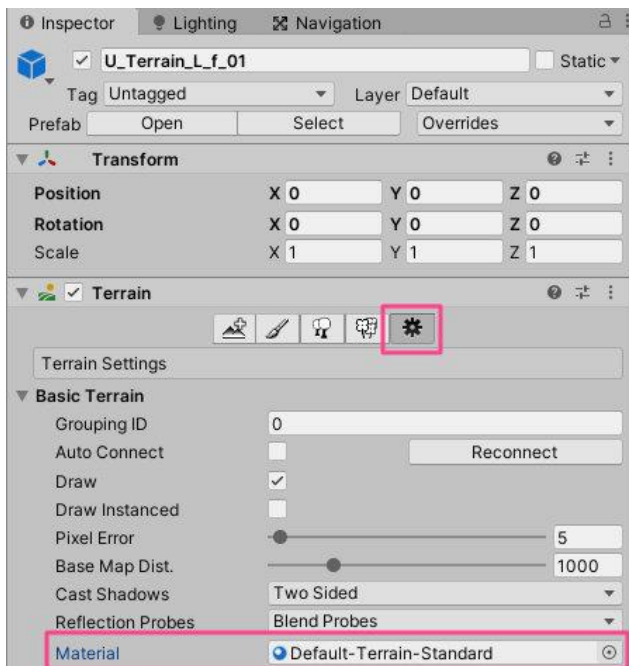 Inspector Lighting Navigation
U_Terrain_L_f_01 Static
Tag Untagged Layer Default
Prefab Open Select Overrides
Transform
Position X 0 Y 0 Z 0
Rotation X 0 Y 0 Z 0
Scale X 1 Y 1 Z 1
Terrain
Terrain Settings
Basic Terrain
Grouping ID 0
Auto Connect Reconnect
Draw
Draw Instanced
Pixel Error 5
Base Map Dist. 1000
Cast Shadows Two Sided
Reflection Probes Blend Probes
Material Default-Terrain-Standard